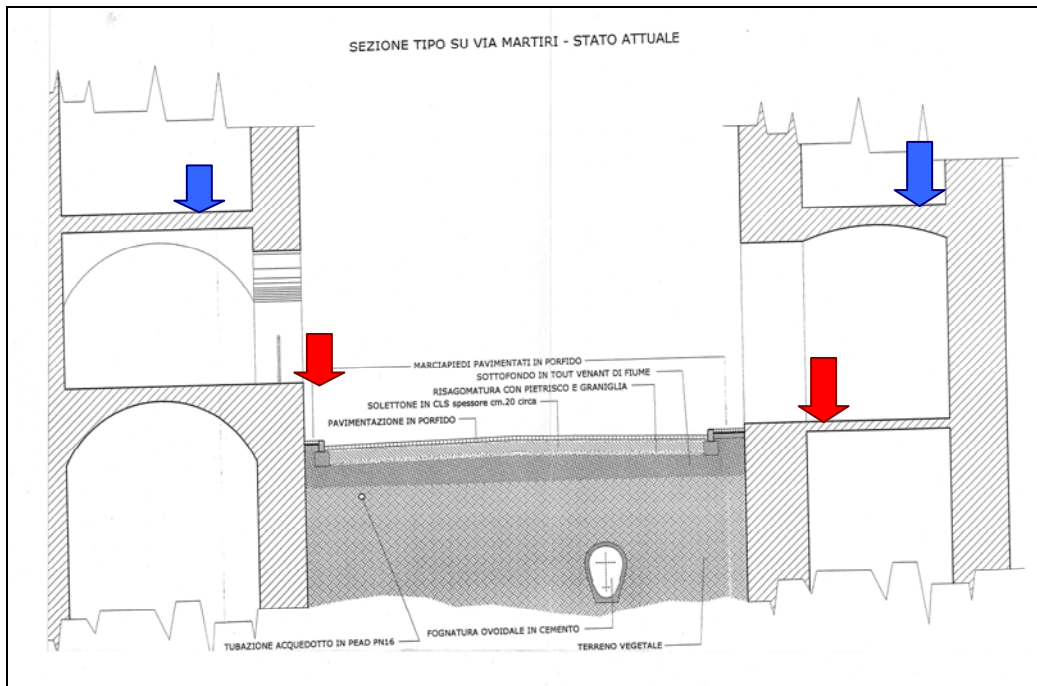 SEZIONE TIPO SU VIA MARTIRI - STATO ATTUALE
MARCIAPIEDI PAVIMENTATI IN PORFIDO
SOTTOFONDO IN TOUT VENANT DI FIUME
RISAGOMATURA CON PIETRISCO E GRANIGLIA
SOLETTONE IN CLS spessore cm.20 circa
PAVIMENTAZIONE IN PORFIDO
FOGNATURA OVOIDALE IN CEMENTO
TUBAZIONE ACQUEDOTTO IN PEAD PN16
TERRENO VEGETALE